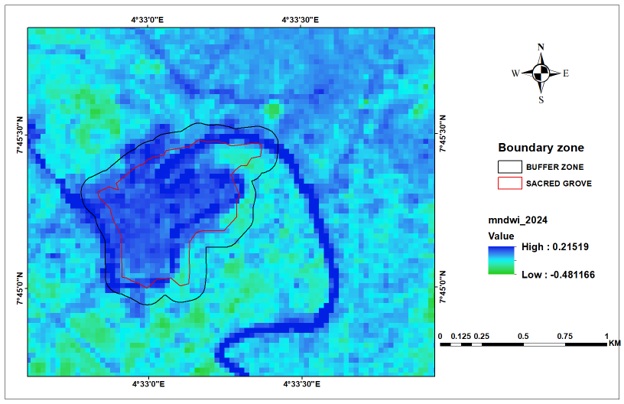 4°33'0"E 4°33'30"E
N
W E
S
7°45'30"N 7°45'30"N
Boundary zone
BUFFER ZONE
SACRED GROVE
mndwi_2024
Value
High : 0.21519
Low : -0.481166
7°45'0"N 7°45'0"N
0 0.125 0.25 0.5 0.75 1
KM
4°33'0"E 4°33'30"E